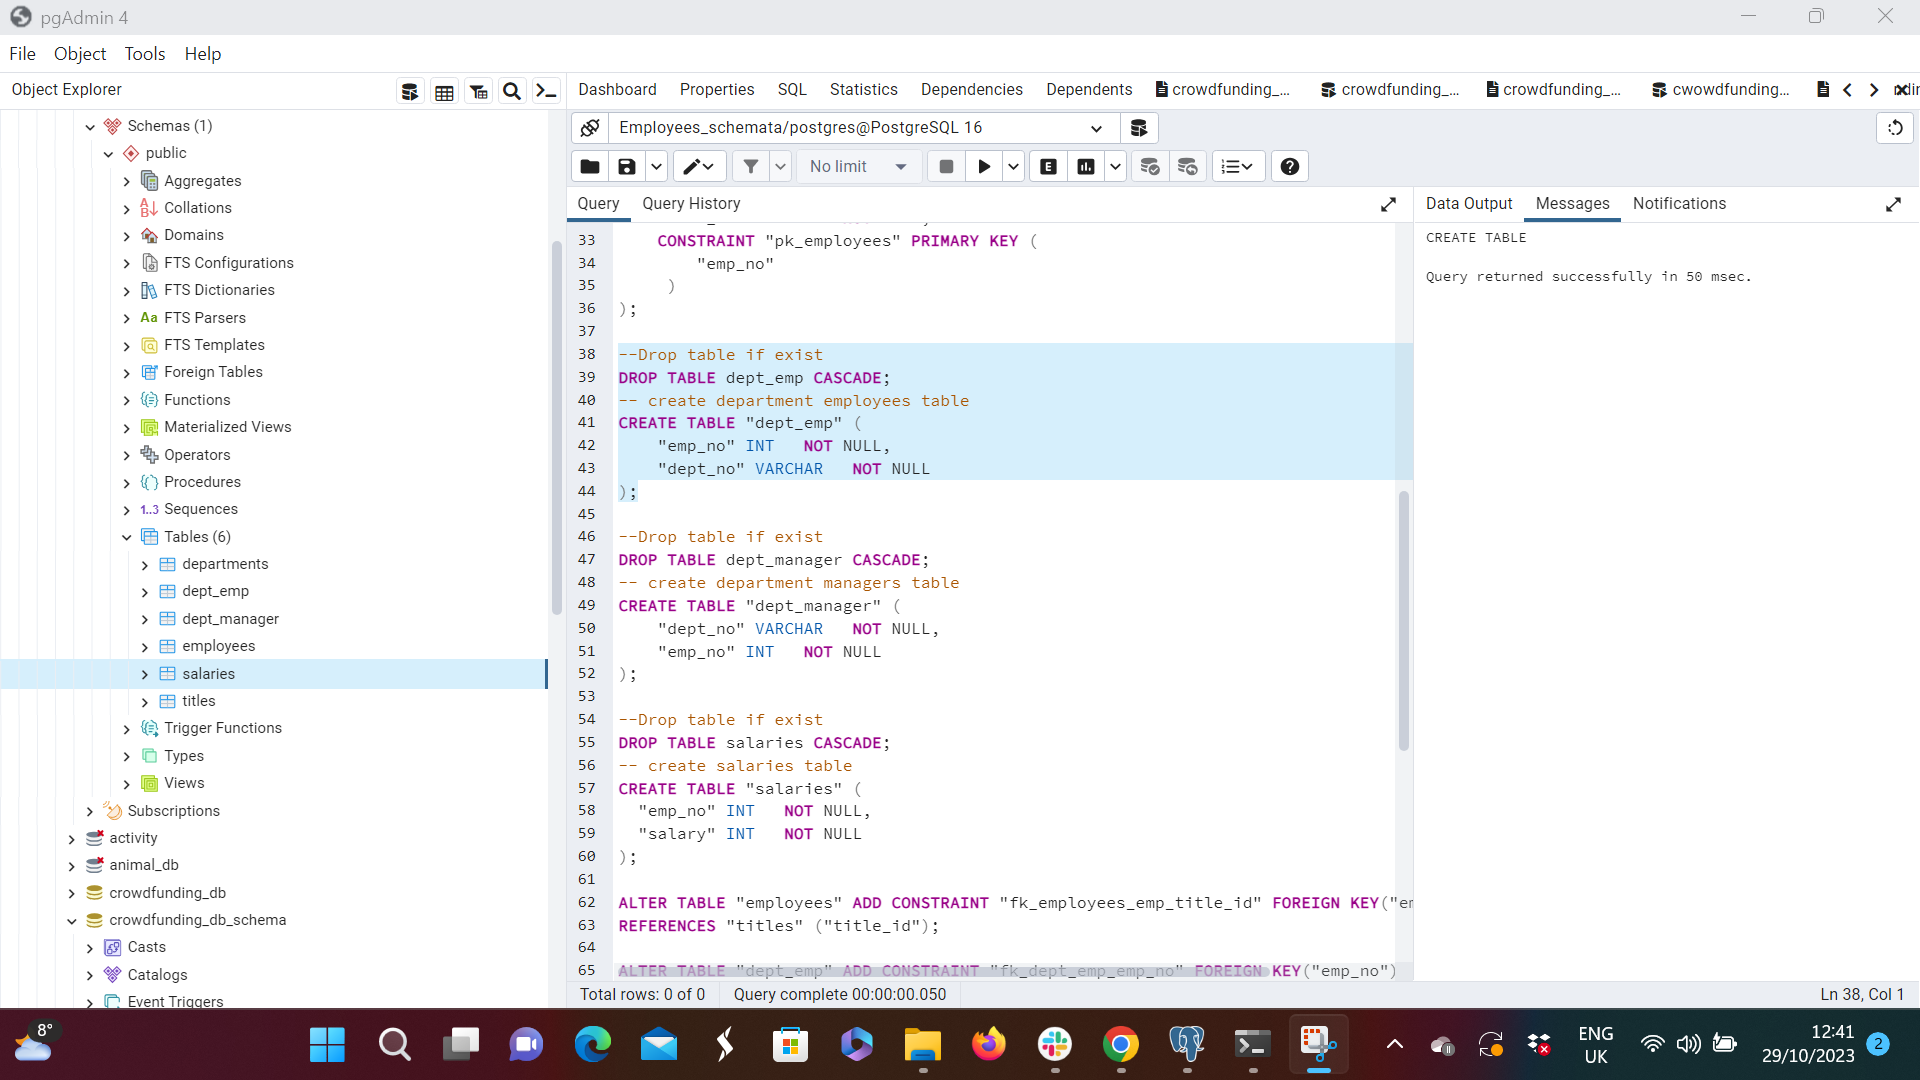 pgAdmin 4
File Object Tools Help
Object Explorer
Dashboard Properties SQL Statistics Dependencies Dependents crowdfunding_... crowdfunding_... crowdfunding_... cwowdfunding...
Schemas (1)
public
Aggregates
Collations
Domains
FTS Configurations
FTS Dictionaries
Aa FTS Parsers
FTS Templates
Foreign Tables
Functions
Materialized Views
Operators
Procedures
1..3 Sequences
Tables (6)
departments
dept_emp
dept_manager
employees
salaries
titles
Trigger Functions
Types
Views
Subscriptions
activity
animal_db
crowdfunding_db
crowdfunding_db_schema
Casts
Catalogs
Event Triggers
Employees_schemata/postgres@PostgreSQL 16
No limit
E
Query Query History
33 CONSTRAINT "pk_employees" PRIMARY KEY (
34 "emp_no"
35 )
36 );
37
38 --Drop table if exist
39 DROP TABLE dept_emp CASCADE;
40 -- create department employees table
41 CREATE TABLE "dept_emp" (
42 "emp_no" INT NOT NULL,
43 "dept_no" VARCHAR NOT NULL
44 );
45
46 --Drop table if exist
47 DROP TABLE dept_manager CASCADE;
48 -- create department managers table
49 CREATE TABLE "dept_manager" (
50 "dept_no" VARCHAR NOT NULL,
51 "emp_no" INT NOT NULL
52 );
53
54 --Drop table if exist
55 DROP TABLE salaries CASCADE;
56 -- create salaries table
57 CREATE TABLE "salaries" (
58 "emp_no" INT NOT NULL,
59 "salary" INT NOT NULL
60 );
61
62 ALTER TABLE "employees" ADD CONSTRAINT "fk_employees_emp_title_id" FOREIGN KEY("em
63 REFERENCES "titles" ("title_id");
64
65 ALTER TABLE "dept_emp" ADD CONSTRAINT "fk_dept_emp_emp_no" FOREIGN KEY("emp_no")
Total rows: 0 of 0 Query complete 00:00:00.050 Ln 38, Col 1
Data Output Messages Notifications
CREATE TABLE
Query returned successfully in 50 msec.
8°
ENG
UK
12:41
29/10/2023
2